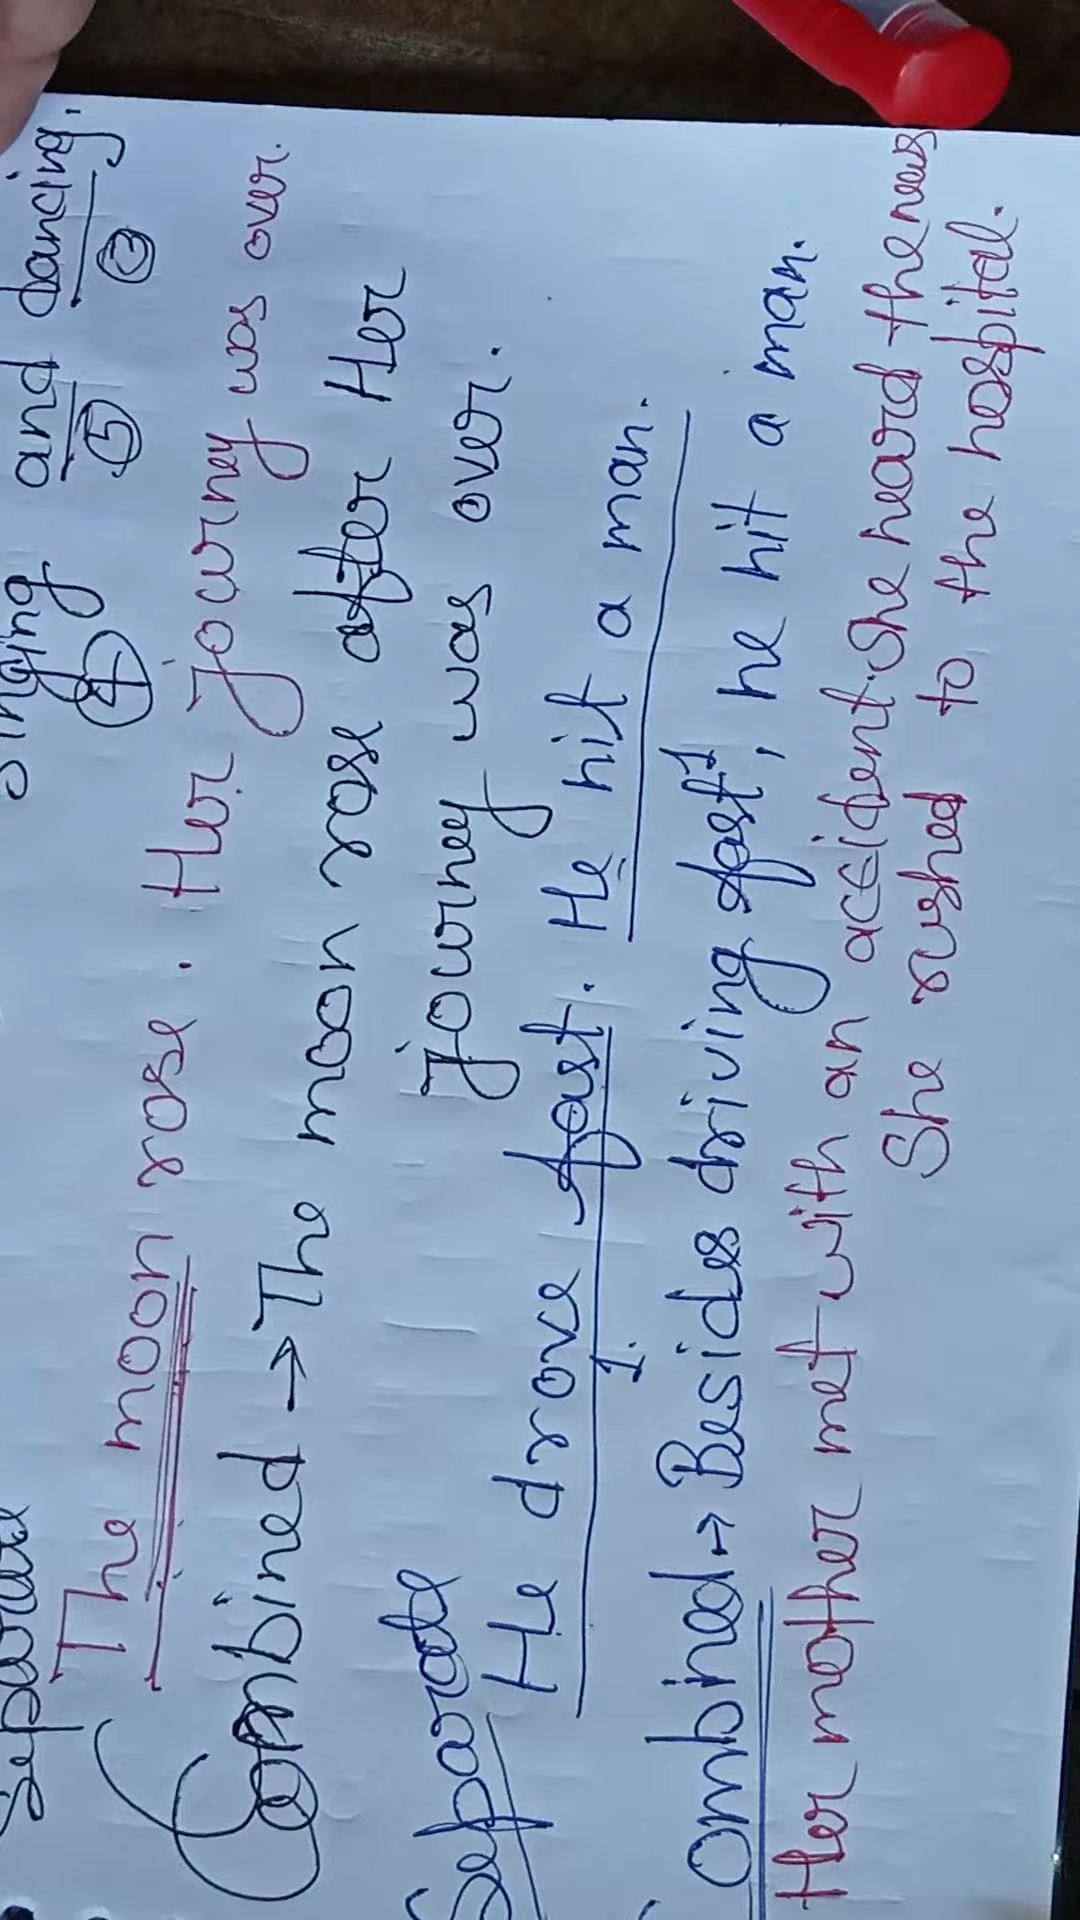 Separate singing and dancing.
④ ⑤ ③
The moon rose. Her journey was over.
Combined → The moon rose after Her
journey was over.
Separate
He drove fast. He hit a man.
1.
Combined → Besides driving fast, he hit a man.
Her mother met with an accident. She heard the news
She rushed to the hospital.